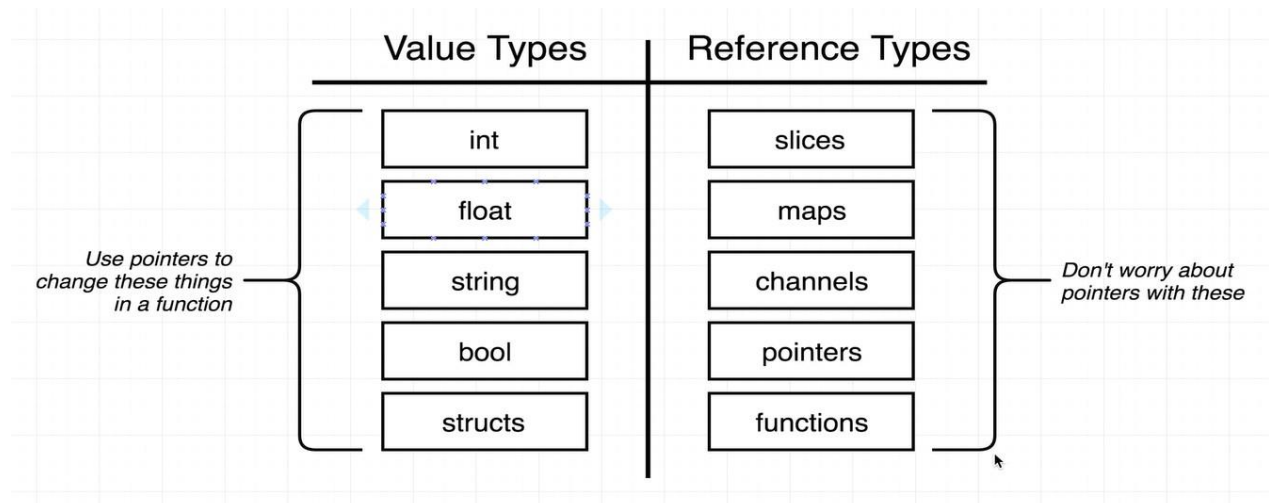 Value Types
Reference Types
int
float
string
bool
structs
Use pointers to
change these things
in a function
slices
maps
channels
pointers
functions
Don't worry about
pointers with these